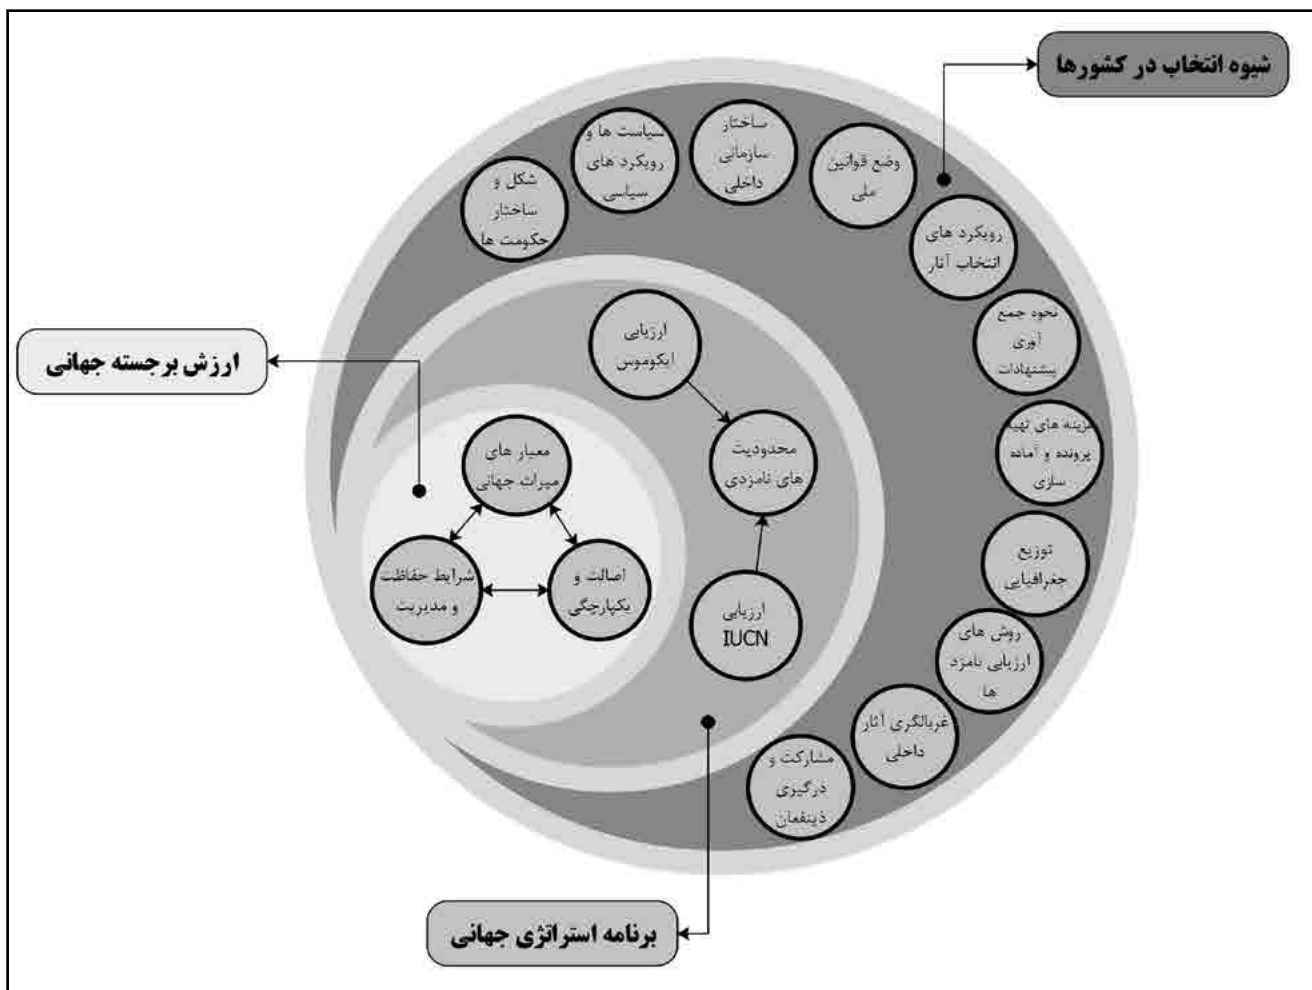 شیوه انتخاب در کشورها
شکل و
ساختار
حکومت ها
سیاست ها و
رویکرد های
سیاسی
ساختار
سازمانی
داخلی
وضع قوانین
ملی
رویکرد های
انتخاب آثار
نحوه جمع
آوری
پیشنهادات
هزینه های تهیه
پرونده و آماده
سازی
توزیع
جغرافیایی
روش های
ارزیابی نامزد
ها
غربالگری آثار
داخلی
مشارکت و
درگیری
ذینفعان
ارزیابی
ایکوموس
محدودیت
های نامزدی
ارزیابی
IUCN
ارزش برجسته جهانی
معیار های
میراث جهانی
شرایط حفاظت
و مدیریت
اصالت و
یکپارچگی
برنامه استراتژی جهانی